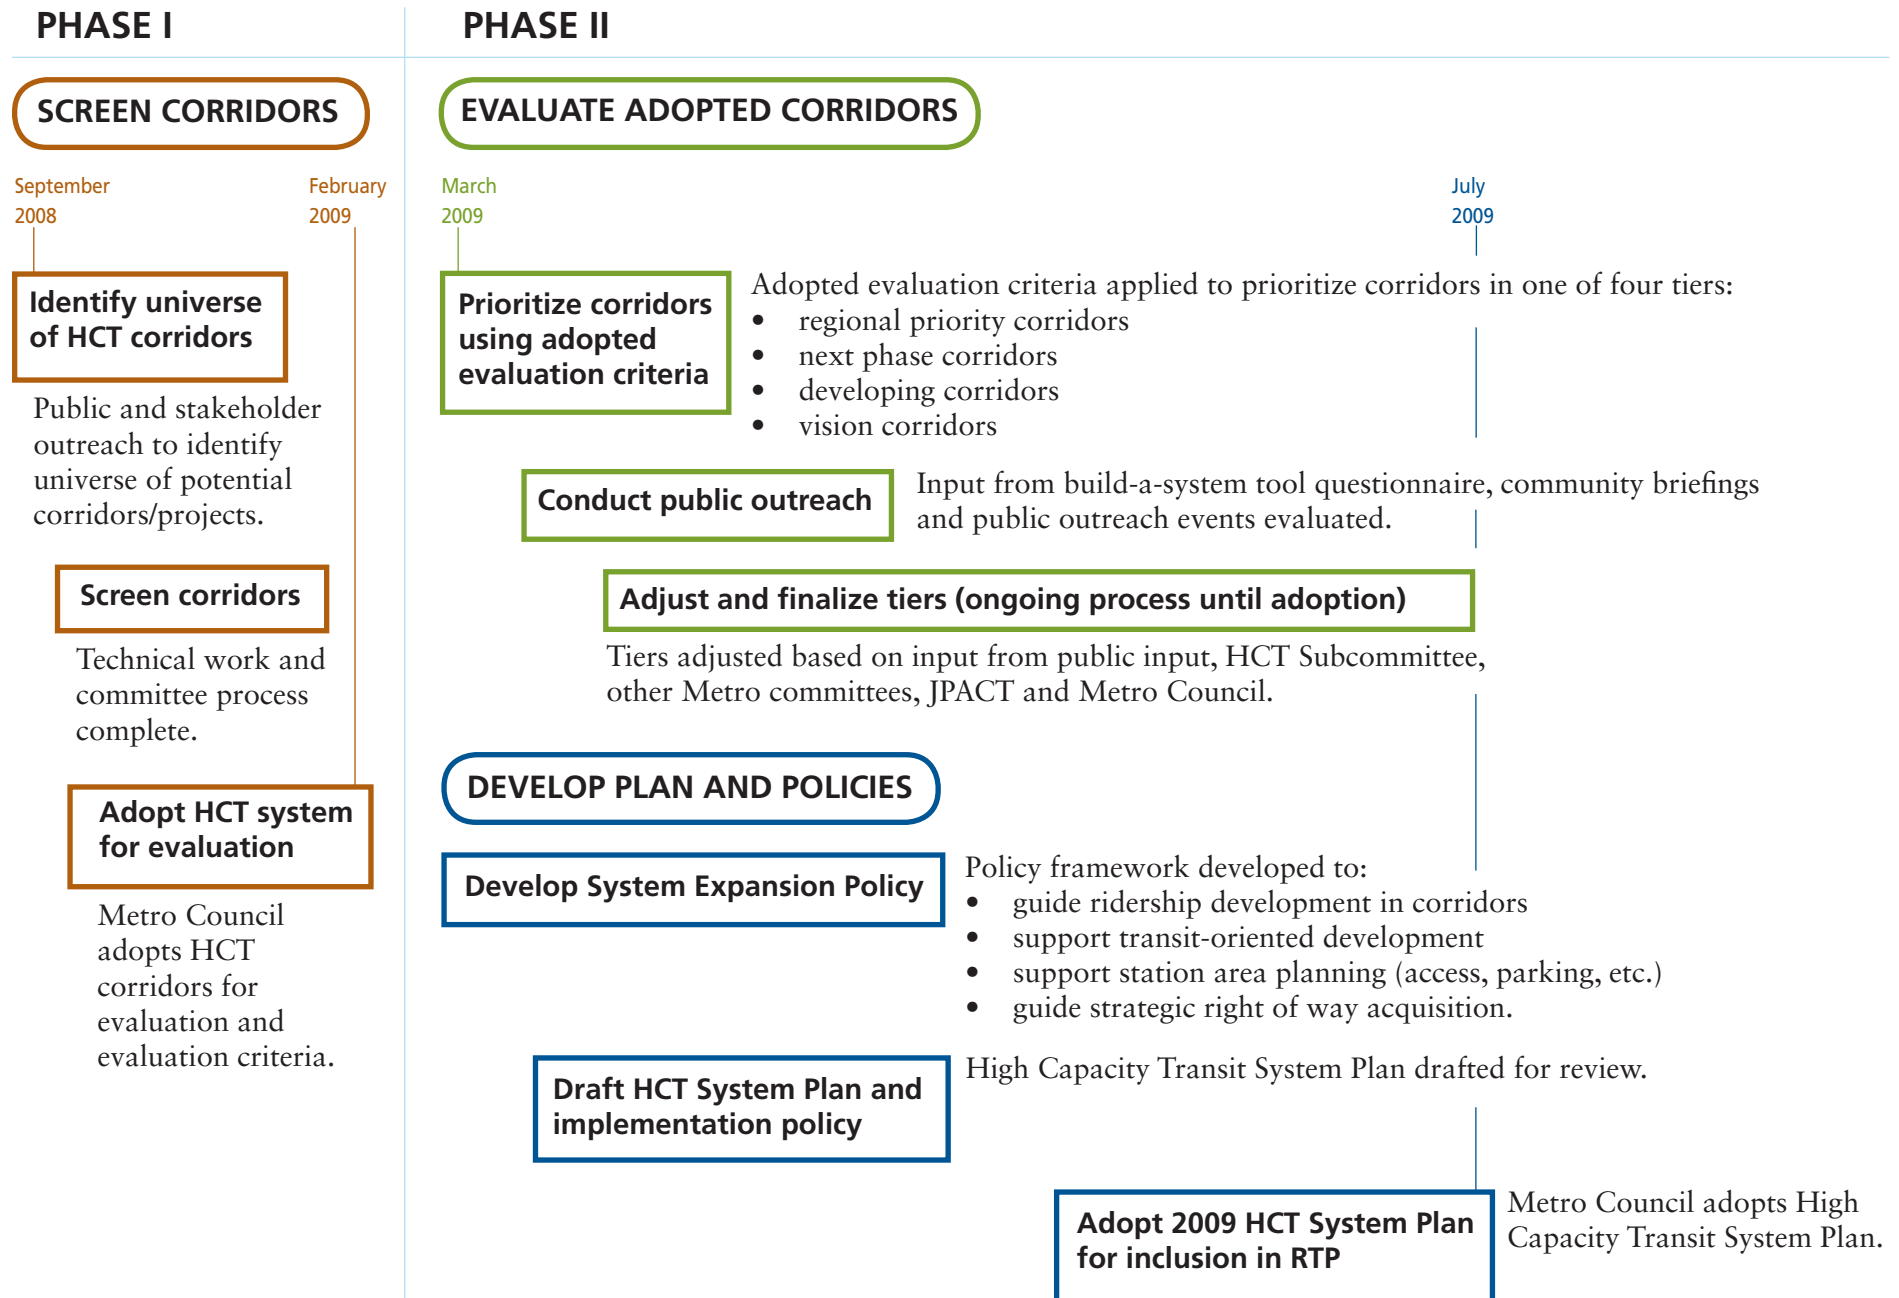 PHASE I
SCREEN CORRIDORS
September
2008
February
2009
Identify universe
of HCT corridors
Public and stakeholder
outreach to identify
universe of potential
corridors/projects.
Screen corridors
Technical work and
committee process
complete.
Adopt HCT system
for evaluation
Metro Council
adopts HCT
corridors for
evaluation and
evaluation criteria.
PHASE II
EVALUATE ADOPTED CORRIDORS
March
2009
July
2009
Prioritize corridors
using adopted
evaluation criteria
Adopted evaluation criteria applied to prioritize corridors in one of four tiers:
• regional priority corridors
• next phase corridors
• developing corridors
• vision corridors
Conduct public outreach
Input from build-a-system tool questionnaire, community briefings
and public outreach events evaluated.
Adjust and finalize tiers (ongoing process until adoption)
Tiers adjusted based on input from public input, HCT Subcommittee,
other Metro committees, JPACT and Metro Council.
DEVELOP PLAN AND POLICIES
Develop System Expansion Policy
Policy framework developed to:
• guide ridership development in corridors
• support transit-oriented development
• support station area planning (access, parking, etc.)
• guide strategic right of way acquisition.
Draft HCT System Plan and
implementation policy
High Capacity Transit System Plan drafted for review.
Adopt 2009 HCT System Plan
for inclusion in RTP
Metro Council adopts High
Capacity Transit System Plan.